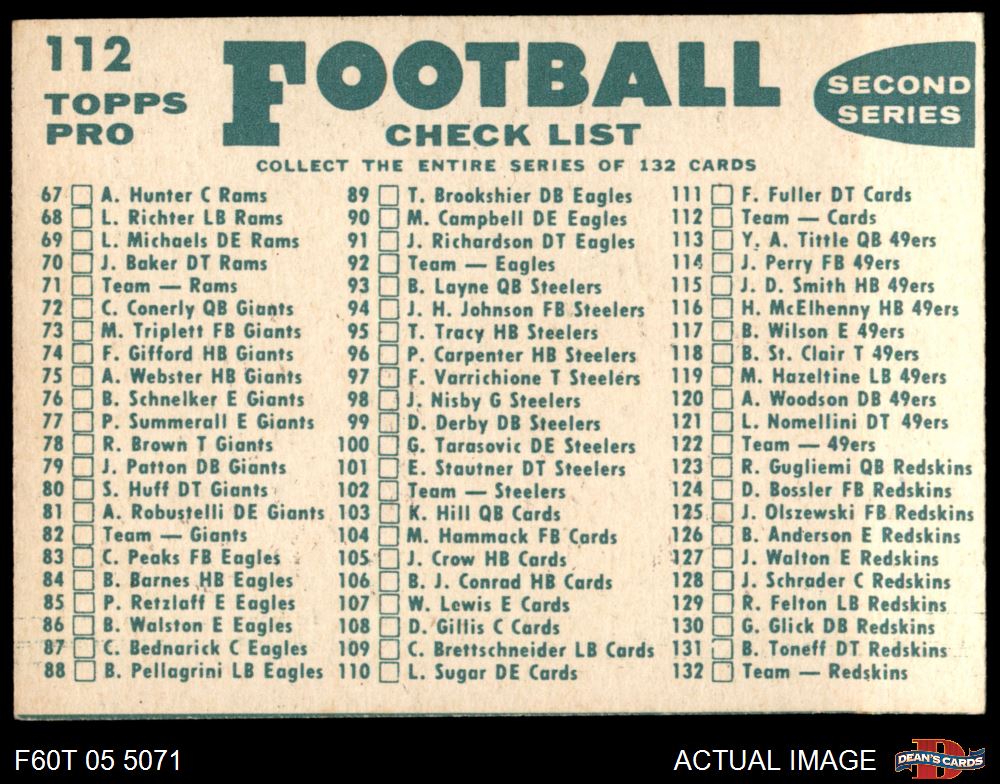 112
TOPPS
PRO
FOOTBALL
CHECK LIST
SECOND
SERIES
COLLECT THE ENTIRE SERIES OF 132 CARDS
67 A. Hunter C Rams
68 L. Richter LB Rams
69 L. Michaels DE Rams
70 J. Baker DT Rams
71 Team — Rams
72 C. Conerly QB Giants
73 M. Triplett FB Giants
74 F. Gifford HB Giants
75 A. Webster HB Giants
76 B. Schnelker E Giants
77 P. Summerall E Giants
78 R. Brown T Giants
79 J. Patton DB Giants
80 S. Huff DT Giants
81 A. Robustelli DE Giants
82 Team — Giants
83 C. Peaks FB Eagles
84 B. Barnes HB Eagles
85 P. Retzlaff E Eagles
86 B. Walston E Eagles
87 C. Bednarick C Eagles
88 B. Pellagrini LB Eagles
89 T. Brookshier DB Eagles
90 M. Campbell DE Eagles
91 J. Richardson DT Eagles
92 Team — Eagles
93 B. Layne QB Steelers
94 J. H. Johnson FB Steelers
95 T. Tracy HB Steelers
96 P. Carpenter HB Steelers
97 F. Varrichione T Steelers
98 J. Nisby G Steelers
99 D. Derby DB Steelers
100 G. Tarasovic DE Steelers
101 E. Stautner DT Steelers
102 Team — Steelers
103 K. Hill QB Cards
104 M. Hammack FB Cards
105 J. Crow HB Cards
106 B. J. Conrad HB Cards
107 W. Lewis E Cards
108 D. Gillis C Cards
109 C. Brettschneider LB Cards
110 L. Sugar DE Cards
111 F. Fuller DT Cards
112 Team — Cards
113 Y. A. Tittle QB 49ers
114 J. Perry FB 49ers
115 J. D. Smith HB 49ers
116 H. McElhenny HB 49ers
117 B. Wilson E 49ers
118 B. St. Clair T 49ers
119 M. Hazeltine LB 49ers
120 A. Woodson DB 49ers
121 L. Nomellini DT 49ers
122 Team — 49ers
123 R. Gugliemi QB Redskins
124 D. Bossler FB Redskins
125 J. Olszewski FB Redskins
126 B. Anderson E Redskins
127 J. Walton E Redskins
128 J. Schrader C Redskins
129 R. Felton LB Redskins
130 G. Glick DB Redskins
131 B. Toneff DT Redskins
132 Team — Redskins
F60T 05 5071
ACTUAL IMAGE
DEAN'S CARDS